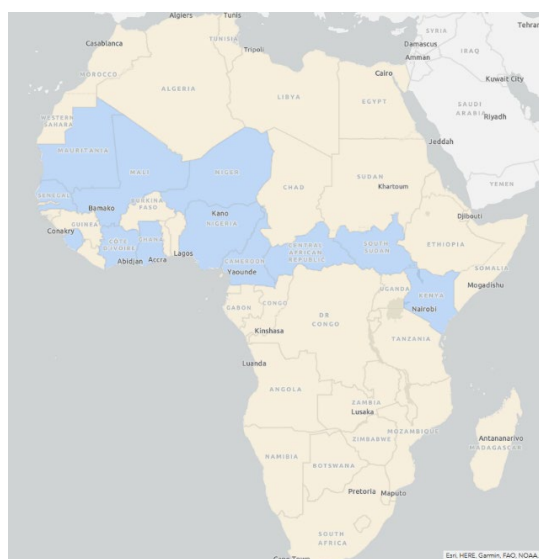 Algiers
Tunis
Casablanca
TUNISIA
Tripoli
MOROCCO
SYRIA
Damascus
Amman
IRAQ
Tehran
Cairo
Kuwait City
ALGERIA
LIBYA
EGYPT
WESTERN
SAHARA
SAUDI
ARABIA
Riyadh
Jeddah
MAURITANIA
MALI
NIGER
CHAD
SUDAN
Khartoum
YEMEN
SENEGAL
Bamako
BURKINA
FASO
Kano
NIGERIA
Djibouti
GUINEA
Conakry
CÔTE
D'IVOIRE
GHANA
Abidjan
Accra
Lagos
CAMEROON
Yaounde
CENTRAL
AFRICAN
REPUBLIC
SOUTH
SUDAN
ETHIOPIA
SOMALIA
Mogadishu
UGANDA
KENYA
Nairobi
GABON
CONGO
DR
CONGO
Kinshasa
TANZANIA
Luanda
ANGOLA
ZAMBIA
Lusaka
MOZAMBIQUE
ZIMBABWE
Antananarivo
MADAGASCAR
NAMIBIA
BOTSWANA
Pretoria
Maputo
SOUTH
AFRICA
Esri, HERE, Garmin, FAO, NOAA,